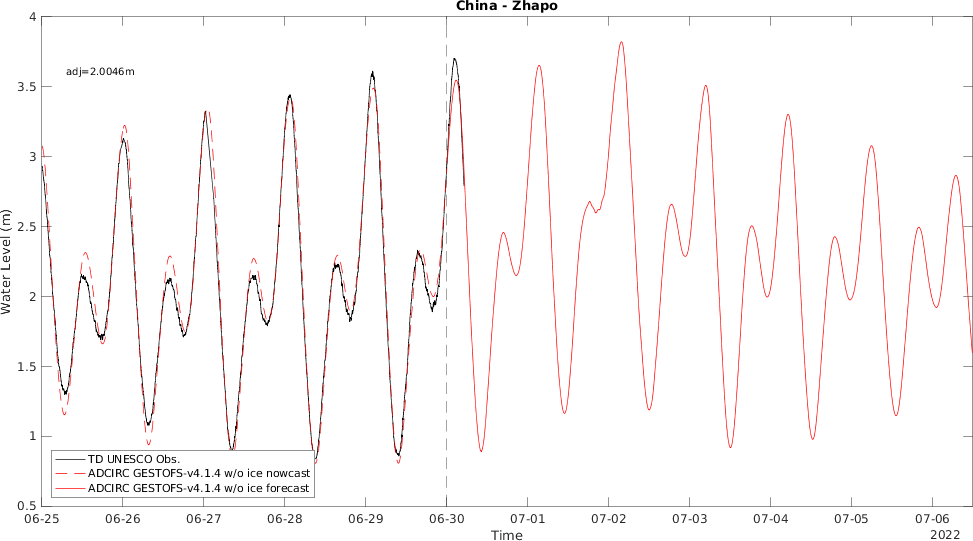 China - Zhapo
adj=2.0046m
Water Level (m)
4
3.5
3
2.5
2
1.5
1
0.5
TD UNESCO Obs.
ADCIRC GESTOFS-v4.1.4 w/o ice nowcast
ADCIRC GESTOFS-v4.1.4 w/o ice forecast
06-25 06-26 06-27 06-28 06-29 06-30 07-01 07-02 07-03 07-04 07-05 07-06
Time
2022